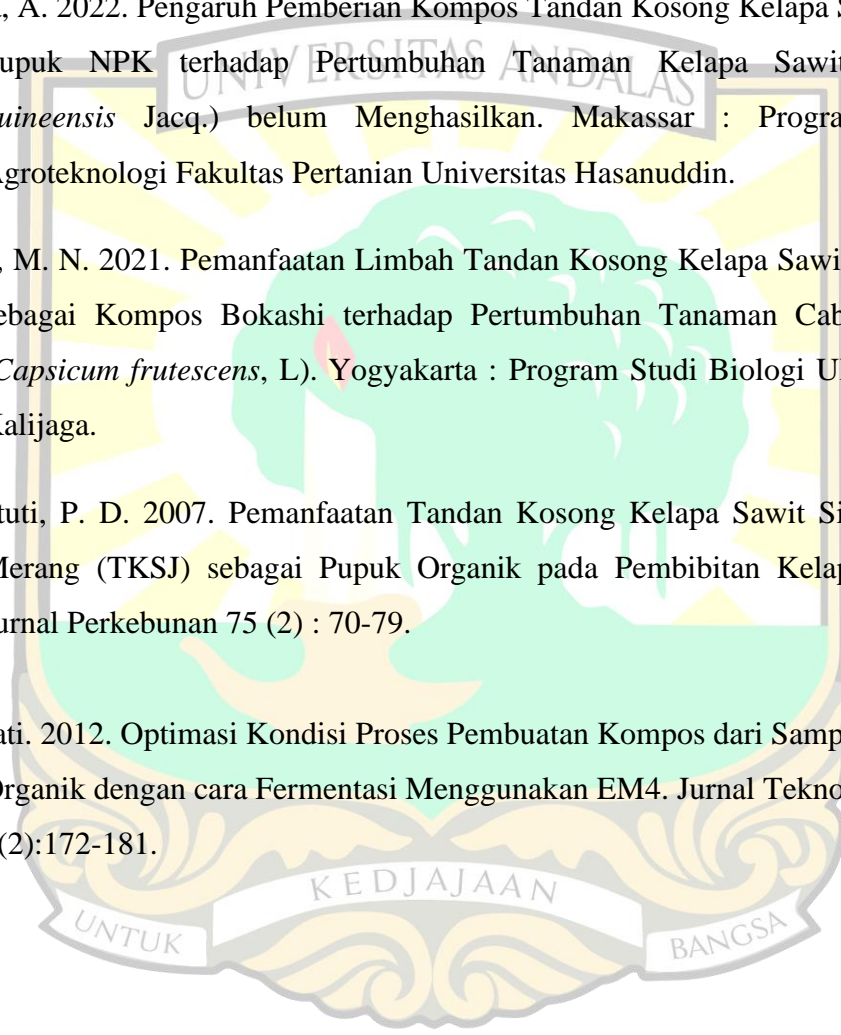 , A. 2022. Pengaruh Pemberian Kompos Tandan Kosong Kelapa S
upuk NPK terhadap Pertumbuhan Tanaman Kelapa Sawit
UNIVERSITAS ANDALAS
uineensis Jacq.) belum Menghasilkan. Makassar : Progra
Agroteknologi Fakultas Pertanian Universitas Hasanuddin.
, M. N. 2021. Pemanfaatan Limbah Tandan Kosong Kelapa Sawi
ebagai Kompos Bokashi terhadap Pertumbuhan Tanaman Cab
Capsicum frutescens, L). Yogyakarta : Program Studi Biologi U
Kalijaga.
tuti, P. D. 2007. Pemanfaatan Tandan Kosong Kelapa Sawit Si
Merang (TKSJ) sebagai Pupuk Organik pada Pembibitan Kelap
urnal Perkebunan 75 (2) : 70-79.
ati. 2012. Optimasi Kondisi Proses Pembuatan Kompos dari Samp
Organik dengan cara Fermentasi Menggunakan EM4. Jurnal Tekno
(2):172-181.
UNTUK KEDJAJAAN BANGSA